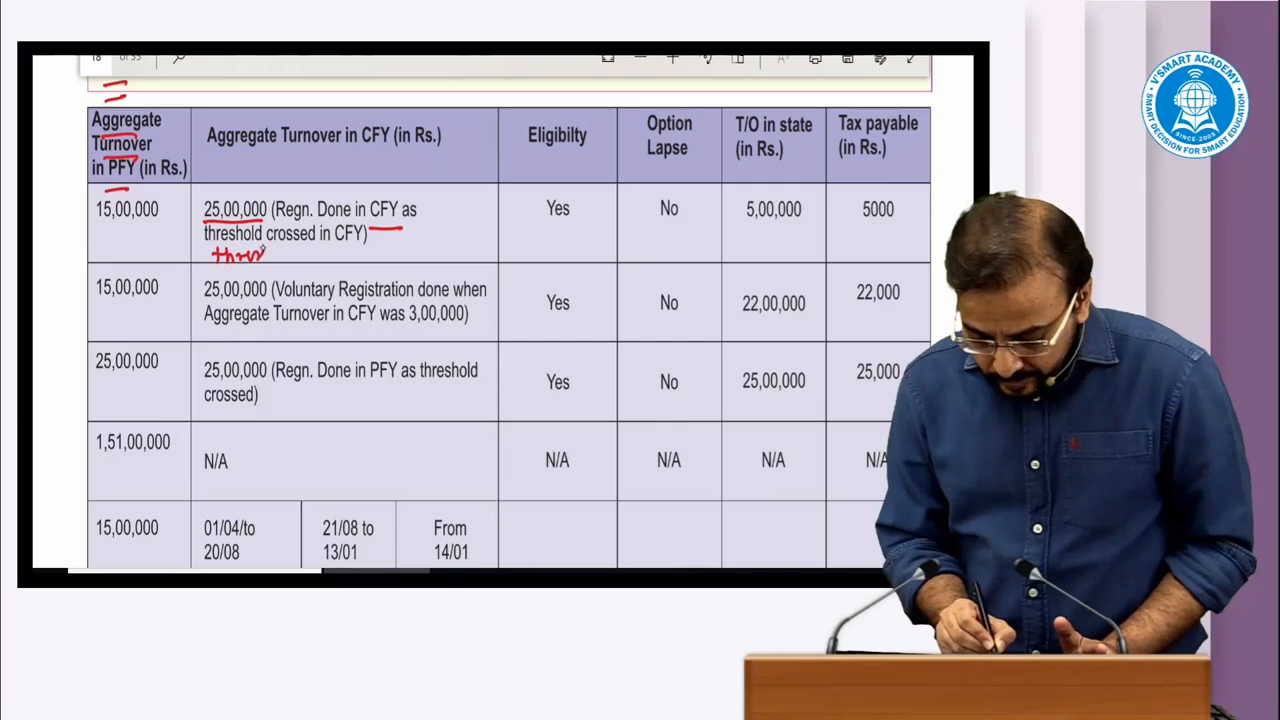 18 of 33
Aggregate Turnover in PFY (in Rs.)
Aggregate Turnover in CFY (in Rs.)
Eligibilty
Option Lapse
T/O in state (in Rs.)
Tax payable (in Rs.)
15,00,000
25,00,000 (Regn. Done in CFY as
threshold crossed in CFY)
Yes
No
5,00,000
5000
15,00,000
25,00,000 (Voluntary Registration done when
Aggregate Turnover in CFY was 3,00,000)
Yes
No
22,00,000
22,000
25,00,000
25,00,000 (Regn. Done in PFY as threshold
crossed)
Yes
No
25,00,000
25,000
1,51,00,000
N/A
N/A
N/A
N/A
N/A
15,00,000
01/04/to
20/08
21/08 to
13/01
From
14/01
V'SMART ACADEMY
SINCE-2005
SMART DECISION FOR SMART EDUCATION